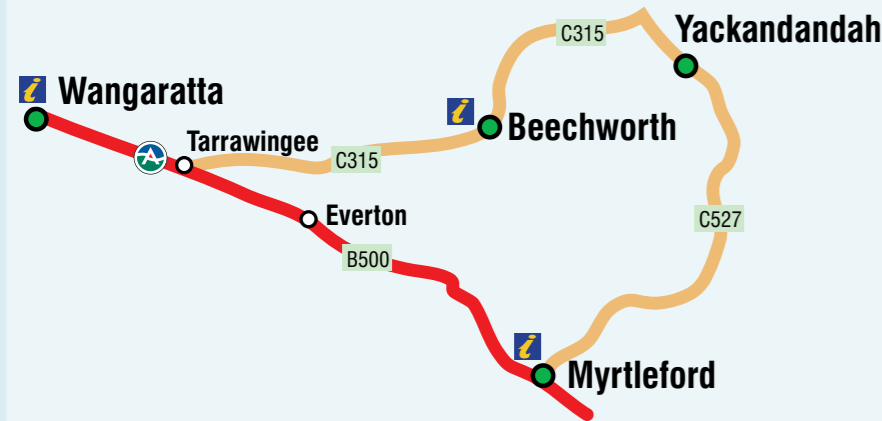 C315
Yackandandah
i Wangaratta
i Beechworth
Tarrawingee
C315
Everton
C527
B500
i
Myrtleford